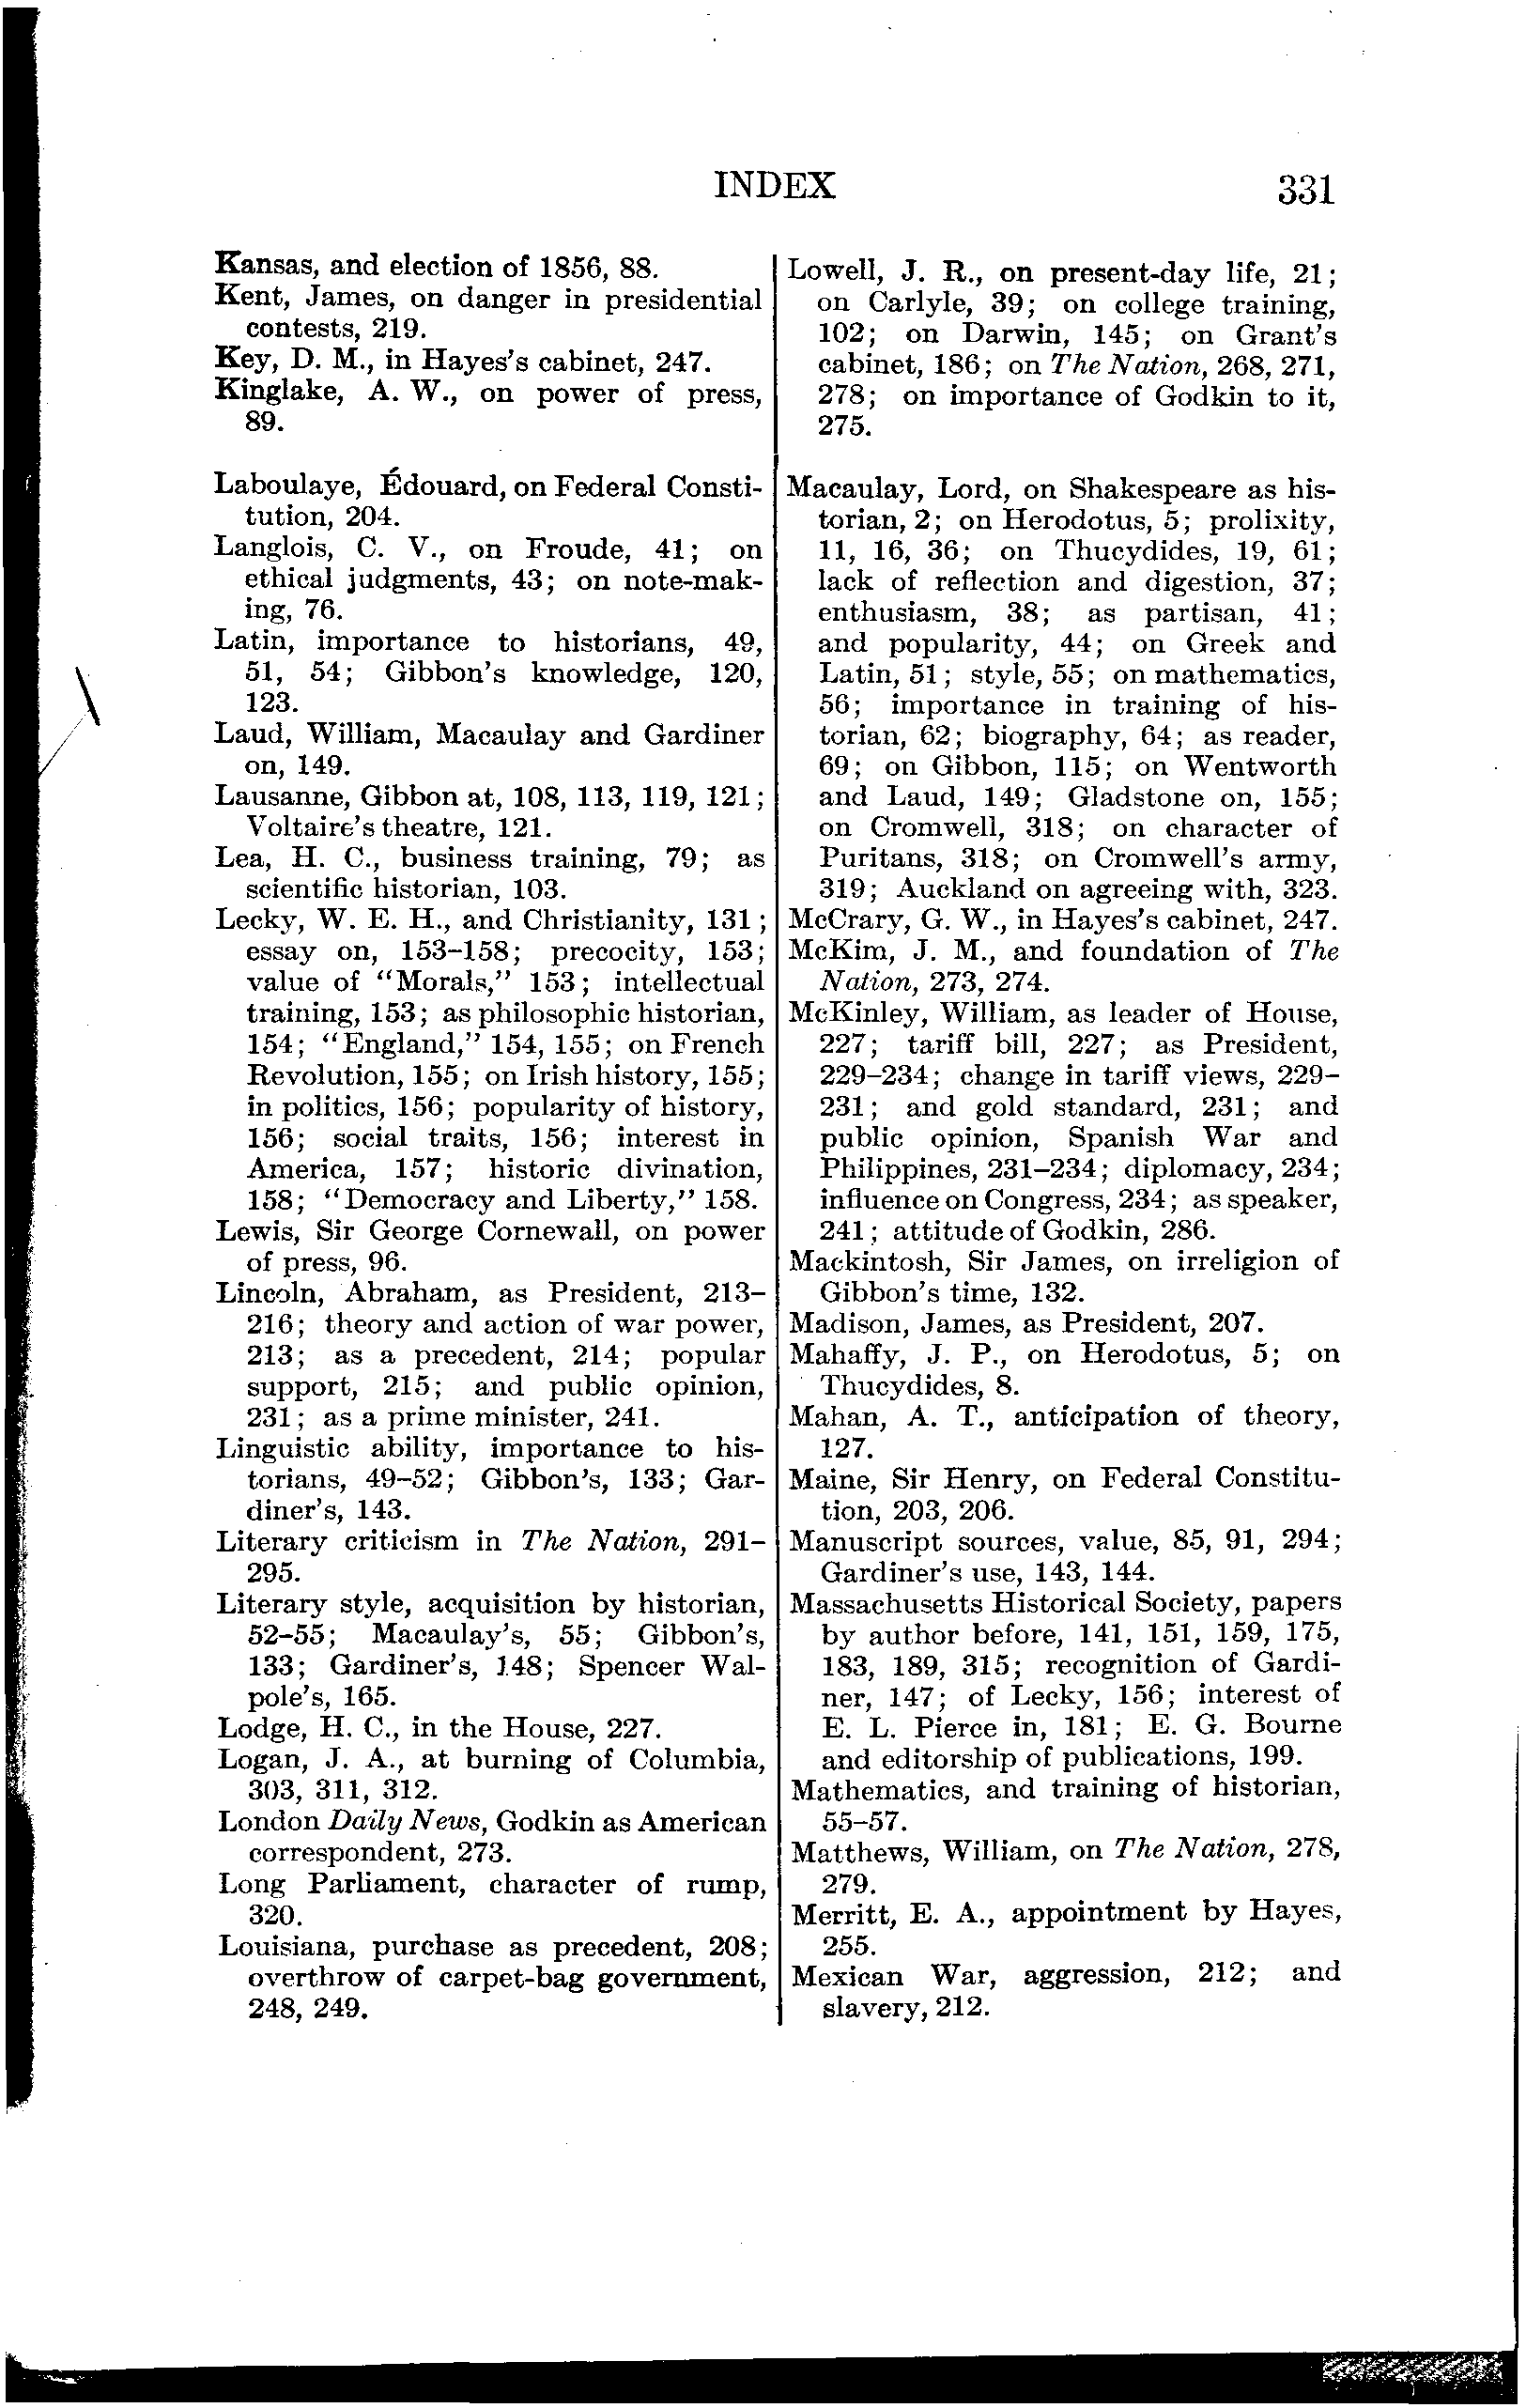 INDEX 331
Kansas, and election of 1856, 88.
Kent, James, on danger in presidential
contests, 219.
Key, D. M., in Hayes's cabinet, 247.
Kinglake, A. W., on power of press,
89.
Laboulaye, Édouard, on Federal Consti-
tution, 204.
Langlois, C. V., on Froude, 41; on
ethical judgments, 43; on note-mak-
ing, 76.
Latin, importance to historians, 49,
51, 54; Gibbon's knowledge, 120,
123.
Laud, William, Macaulay and Gardiner
on, 149.
Lausanne, Gibbon at, 108, 113, 119, 121;
Voltaire's theatre, 121.
Lea, H. C., business training, 79; as
scientific historian, 103.
Lecky, W. E. H., and Christianity, 131;
essay on, 153–158; precocity, 153;
value of "Morals," 153; intellectual
training, 153; as philosophic historian,
154; "England," 154, 155; on French
Revolution, 155; on Irish history, 155;
in politics, 156; popularity of history,
156; social traits, 156; interest in
America, 157; historic divination,
158; "Democracy and Liberty," 158.
Lewis, Sir George Cornewall, on power
of press, 96.
Lincoln, Abraham, as President, 213–
216; theory and action of war power,
213; as a precedent, 214; popular
support, 215; and public opinion,
231; as a prime minister, 241.
Linguistic ability, importance to his-
torians, 49–52; Gibbon's, 133; Gar-
diner's, 143.
Literary criticism in The Nation, 291–
295.
Literary style, acquisition by historian,
52–55; Macaulay's, 55; Gibbon's,
133; Gardiner's, 148; Spencer Wal-
pole's, 165.
Lodge, H. C., in the House, 227.
Logan, J. A., at burning of Columbia,
303, 311, 312.
London Daily News, Godkin as American
correspondent, 273.
Long Parliament, character of rump,
320.
Louisiana, purchase as precedent, 208;
overthrow of carpet-bag government,
248, 249.
Lowell, J. R., on present-day life, 21;
on Carlyle, 39; on college training,
102; on Darwin, 145; on Grant's
cabinet, 186; on The Nation, 268, 271,
278; on importance of Godkin to it,
275.
Macaulay, Lord, on Shakespeare as his-
torian, 2; on Herodotus, 5; prolixity,
11, 16, 36; on Thucydides, 19, 61;
lack of reflection and digestion, 37;
enthusiasm, 38; as partisan, 41;
and popularity, 44; on Greek and
Latin, 51; style, 55; on mathematics,
56; importance in training of his-
torian, 62; biography, 64; as reader,
69; on Gibbon, 115; on Wentworth
and Laud, 149; Gladstone on, 155;
on Cromwell, 318; on character of
Puritans, 318; on Cromwell's army,
319; Auckland on agreeing with, 323.
McCrary, G. W., in Hayes's cabinet, 247.
McKim, J. M., and foundation of The
Nation, 273, 274.
McKinley, William, as leader of House,
227; tariff bill, 227; as President,
229–234; change in tariff views, 229–
231; and gold standard, 231; and
public opinion, Spanish War and
Philippines, 231–234; diplomacy, 234;
influence on Congress, 234; as speaker,
241; attitude of Godkin, 286.
Mackintosh, Sir James, on irreligion of
Gibbon's time, 132.
Madison, James, as President, 207.
Mahaffy, J. P., on Herodotus, 5; on
Thucydides, 8.
Mahan, A. T., anticipation of theory,
127.
Maine, Sir Henry, on Federal Constitu-
tion, 203, 206.
Manuscript sources, value, 85, 91, 294;
Gardiner's use, 143, 144.
Massachusetts Historical Society, papers
by author before, 141, 151, 159, 175,
183, 189, 315; recognition of Gardi-
ner, 147; of Lecky, 156; interest of
E. L. Pierce in, 181; E. G. Bourne
and editorship of publications, 199.
Mathematics, and training of historian,
55–57.
Matthews, William, on The Nation, 278,
279.
Merritt, E. A., appointment by Hayes,
255.
Mexican War, aggression, 212; and
slavery, 212.